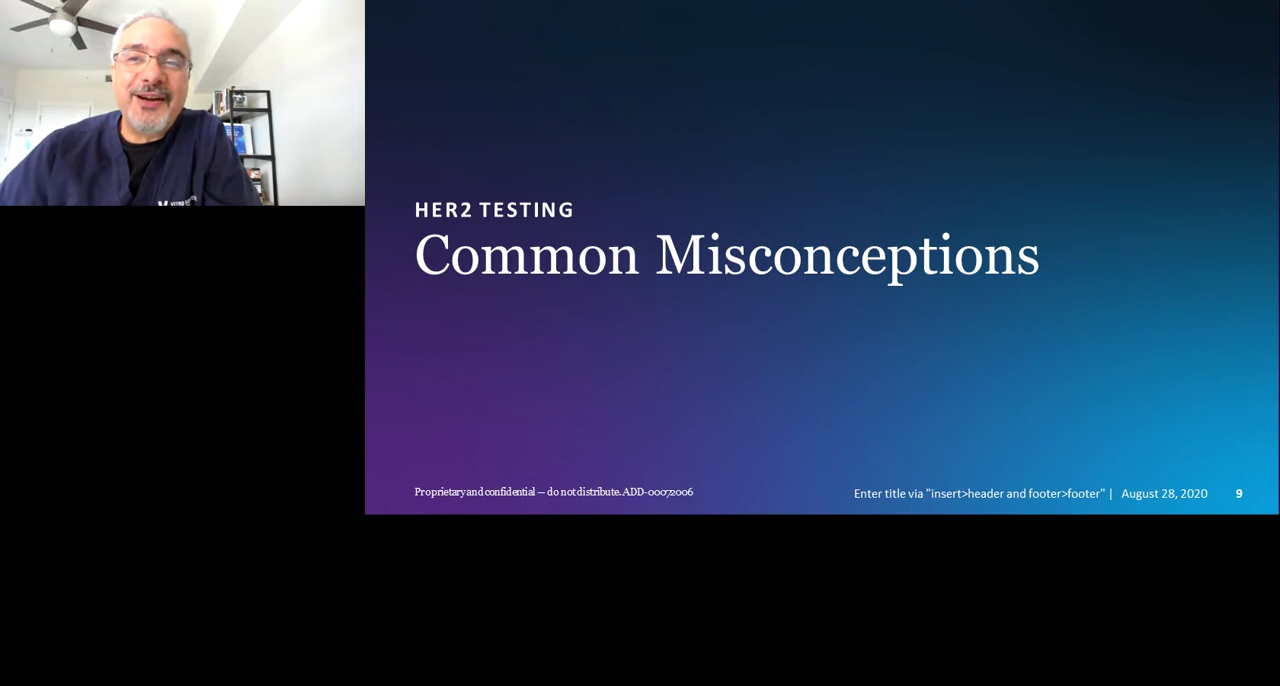 HER2 TESTING
Common Misconceptions
Proprietary and confidential — do not distribute. ADD-00072006
Enter title via "insert>header and footer>footer" | August 28, 2020 9